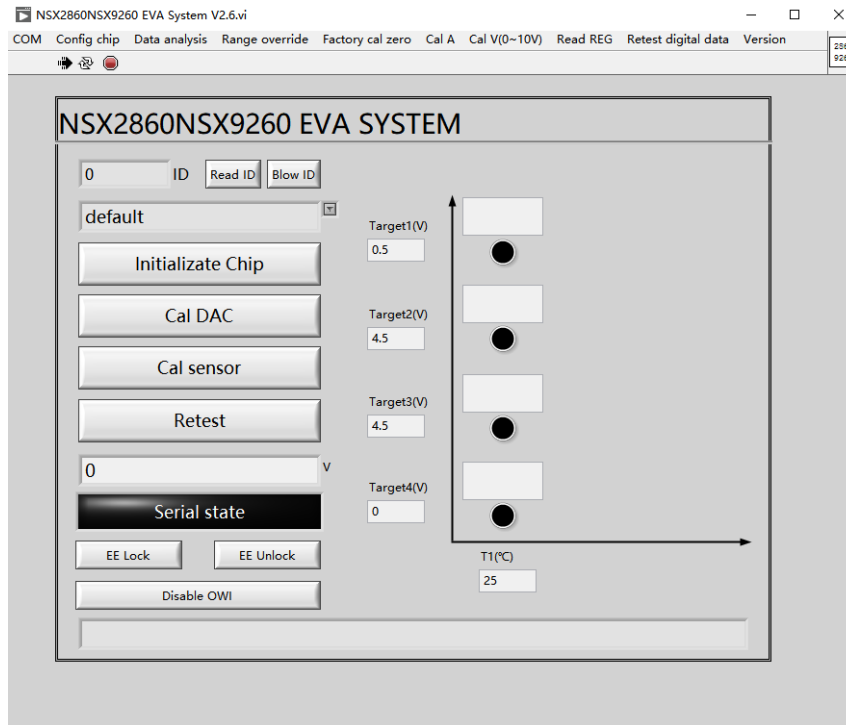 NSX2860NSX9260 EVA System V2.6.vi
COM Config chip Data analysis Range override Factory cal zero Cal A Cal V(0~10V) Read REG Retest digital data Version
NSX2860NSX9260 EVA SYSTEM
0 ID Read ID Blow ID
default
Initializate Chip
Cal DAC
Cal sensor
Retest
0 V
Serial state
EE Lock EE Unlock
Disable OWI
Target1(V)
0.5
Target2(V)
4.5
Target3(V)
4.5
Target4(V)
0
T1(℃)
25